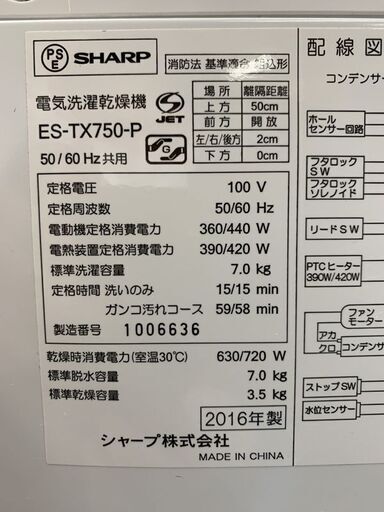 PS E SHARP
消防法 基準適合 組込形
電気洗濯乾燥機
S JET
ES-TX750-P
50/60 Hz共用
G
場所 離隔距離
上方 50cm
前方 開放
左/右/後方 2cm
下方 0cm
定格電圧 100 V
定格周波数 50/60 Hz
電動機定格消費電力 360/440 W
電熱装置定格消費電力 390/420 W
標準洗濯容量 7.0 kg
定格時間 洗いのみ 15/15 min
ガンコ汚れコース 59/58 min
製造番号 1006636
乾燥時消費電力(室温30℃) 630/720 W
標準脱水容量 7.0 kg
標準乾燥容量 3.5 kg
2016年製
シャープ株式会社
MADE IN CHINA
配線図
コンデンサ
ホール
センサー回路
フタロック
SW
フタロック
ソレノイド
リードSW
PTCヒーター
390W/420W
ファン
モーター
アカ
クロ
コンデンサ
ストップSW
水位センサー